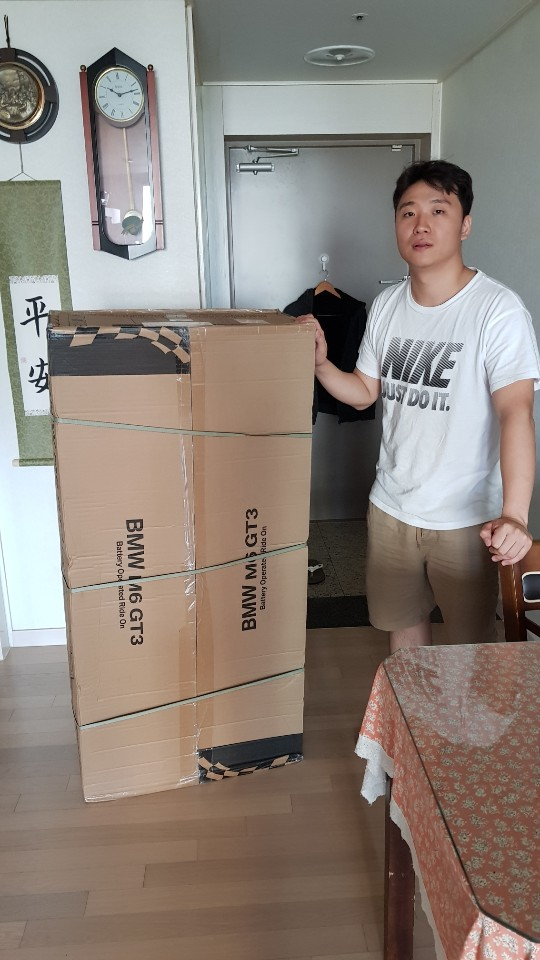 平
安
NIKE
JUST DO IT.
BMW M6 GT3
Battery Operated Ride On
BMW M6 GT3
Battery Operated Ride On